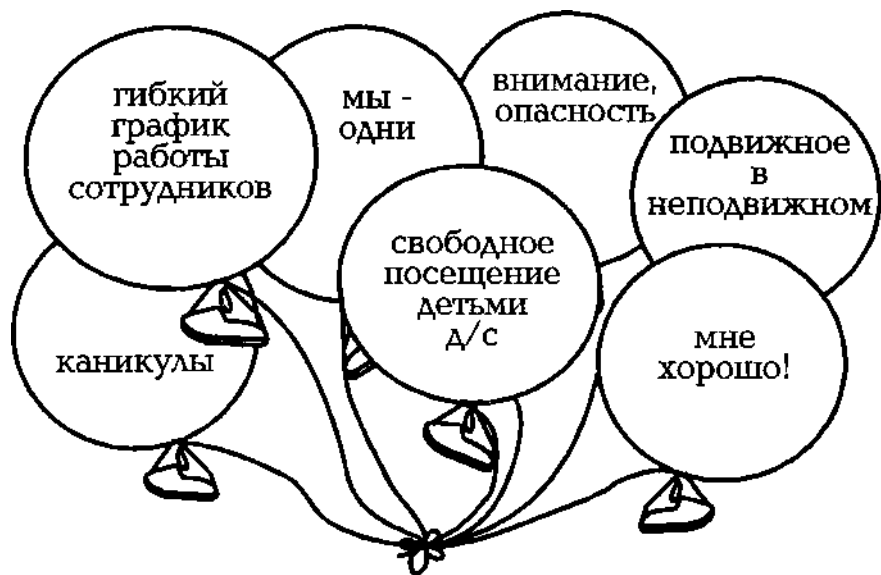 гибкий
график
работы
сотрудников
мы -
одни
внимание,
опасность
подвижное
в
неподвижном
свободное
посещение
детьми
д/с
каникулы
мне
хорошо!